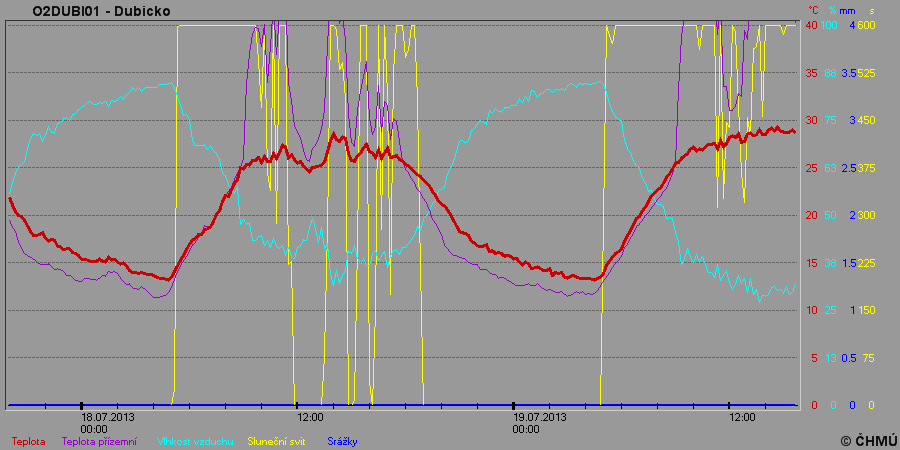 O2DUBI01 - Dubicko
°C % mm s
40 100 4 600
35 88 3.5 525
30 75 3 450
25 63 2.5 375
20 50 2 300
15 38 1.5 225
10 25 1 150
5 13 0.5 75
0 0 0 0
18.07.2013 12:00 19.07.2013 12:00
00:00 00:00
Teplota Teplota přízemní Vlhkost vzduchu Sluneční svit Srážky
© ČHMÚ